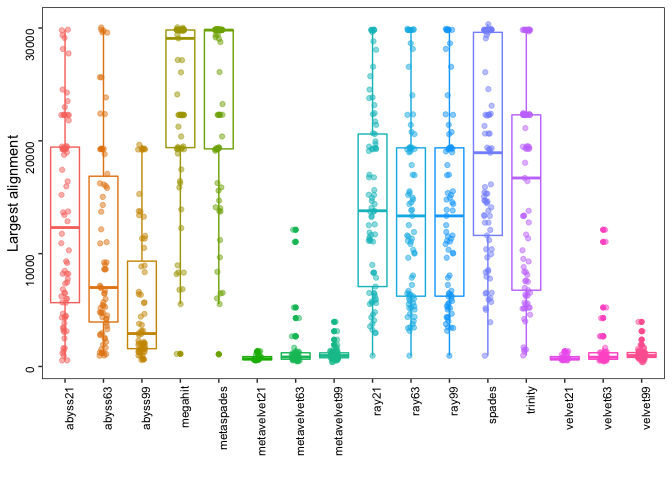 Largest alignment
30000
20000
10000
0
abyss21
abyss63
abyss99
megahit
metaspades
metavelvet21
metavelvet63
metavelvet99
ray21
ray63
ray99
spades
trinity
velvet21
velvet63
velvet99